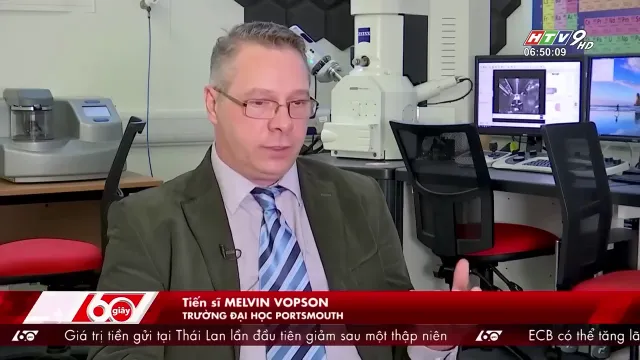 HTV9 HD
06:50:09
ZEISS
60 giây
Tiến sĩ MELVIN VOPSON
TRƯỜNG ĐẠI HỌC PORTSMOUTH
Giá trị tiền gửi tại Thái Lan lần đầu tiên giảm sau một thập niên
ECB có thể tăng lã